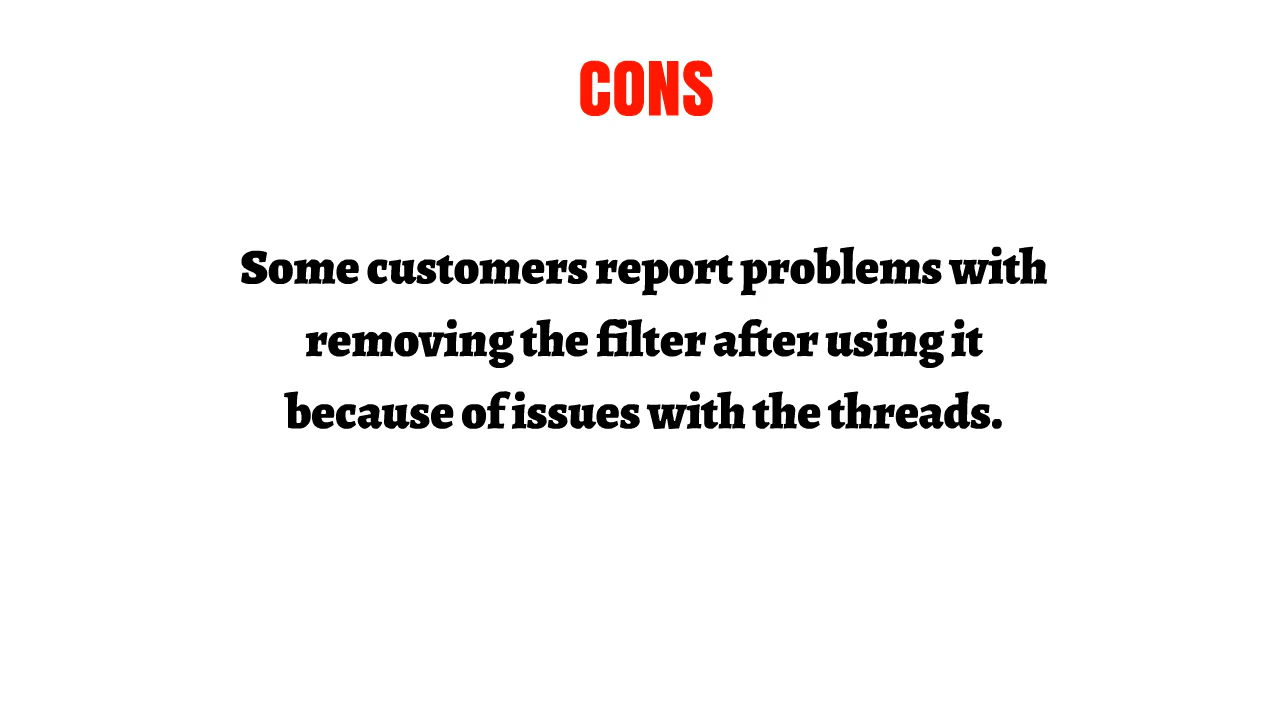 CONS
Some customers report problems with
removing the filter after using it
because of issues with the threads.